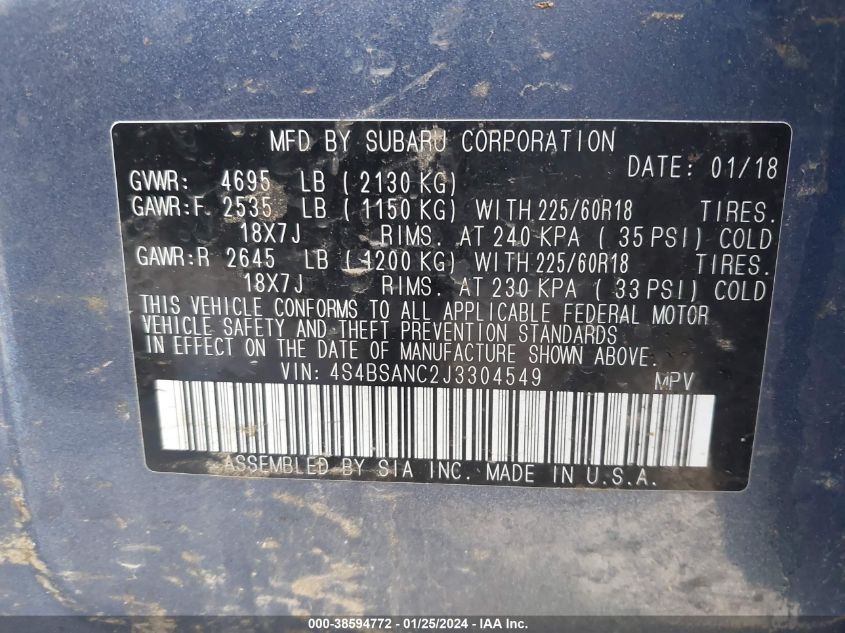 MFD BY SUBARU CORPORATION
DATE: 01/18
GVWR: 4695 LB ( 2130 KG)
GAWR:F 2535 LB ( 1150 KG) WITH 225/60R18 TIRES.
18X7J RIMS. AT 240 KPA ( 35 PSI) COLD
GAWR:R 2645 LB ( 1200 KG) WITH 225/60R18 TIRES.
18X7J RIMS. AT 230 KPA ( 33 PSI) COLD
THIS VEHICLE CONFORMS TO ALL APPLICABLE FEDERAL MOTOR
VEHICLE SAFETY AND THEFT PREVENTION STANDARDS
IN EFFECT ON THE DATE OF MANUFACTURE SHOWN ABOVE.
VIN: 4S4BSANC2J3304549 MPV
ASSEMBLED BY SIA INC. MADE IN U.S.A.
000-38594772 - 01/25/2024 - IAAI.COM